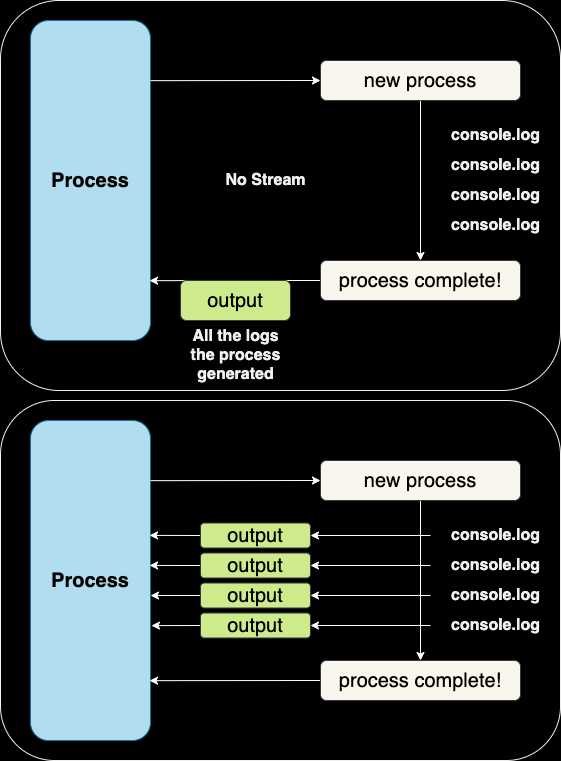 new process
console.log
console.log
Process
No Stream
console.log
console.log
process complete!
output
All the logs
the process
generated
new process
output
console.log
output
console.log
Process
output
console.log
output
console.log
process complete!